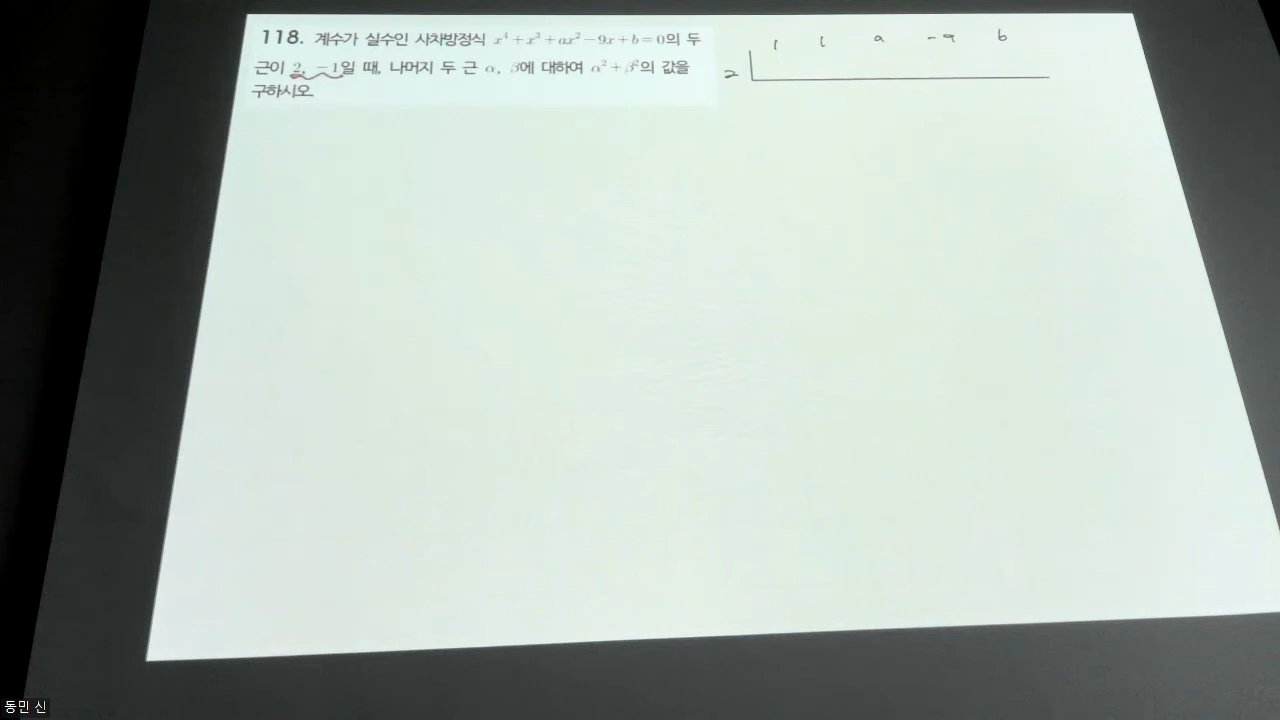 118. 계수가 실수인 사차방정식 x⁴+x³+ax²−9x+b=0의 두
근이 2, −1일 때, 나머지 두 근 α, β에 대하여 α²+β²의 값을
구하시오.
1 1 a -9 b
2
동민 신